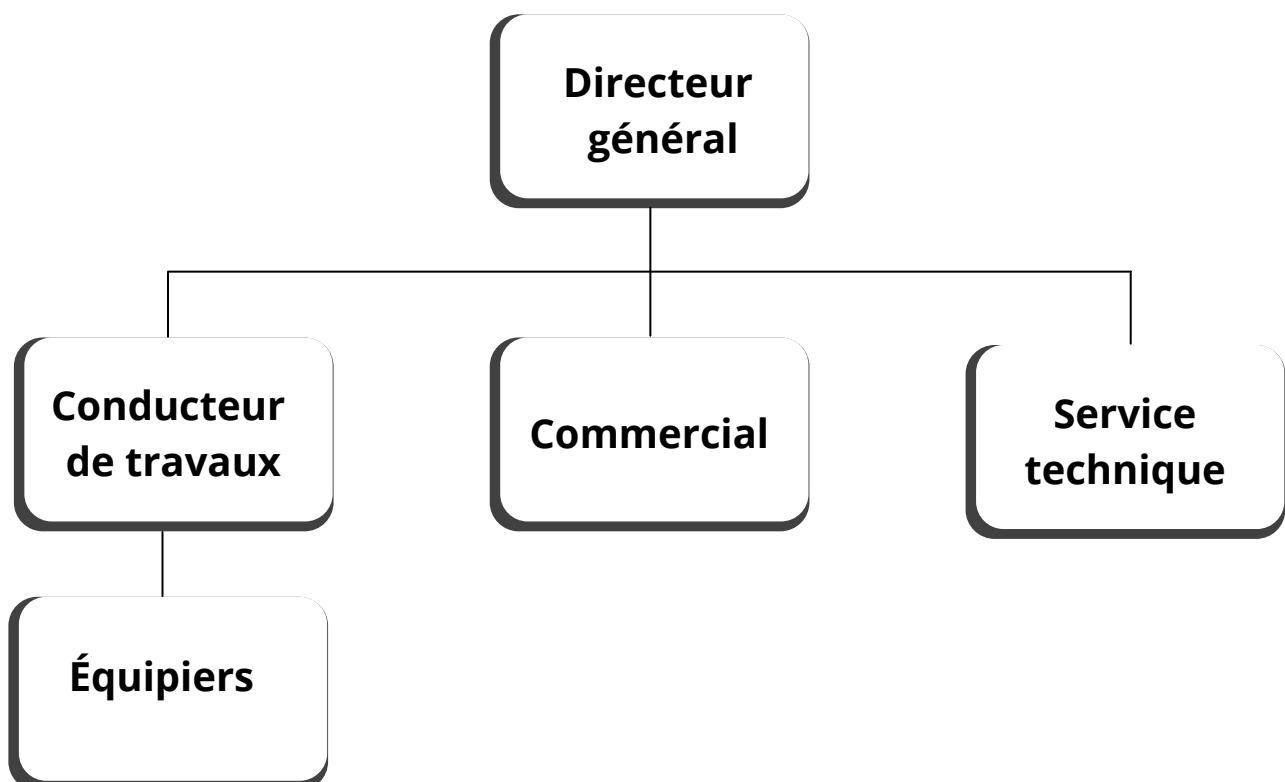 Directeur
général
Conducteur
de travaux
Commercial
Service
technique
Équipiers